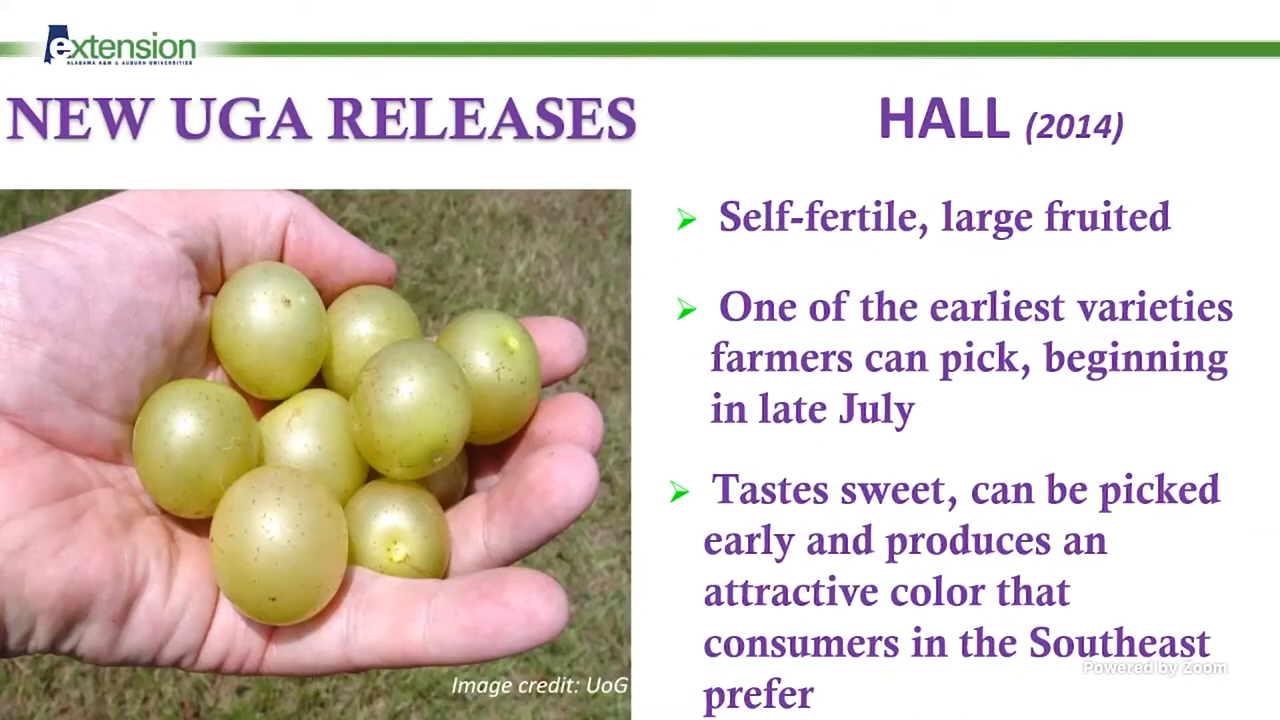 extension
ALABAMA A&M & AUBURN UNIVERSITIES
NEW UGA RELEASES
HALL (2014)
Self-fertile, large fruited
One of the earliest varieties
farmers can pick, beginning
in late July
Tastes sweet, can be picked
early and produces an
attractive color that
consumers in the Southeast
prefer
Image credit: UoG
Powered by Zoom